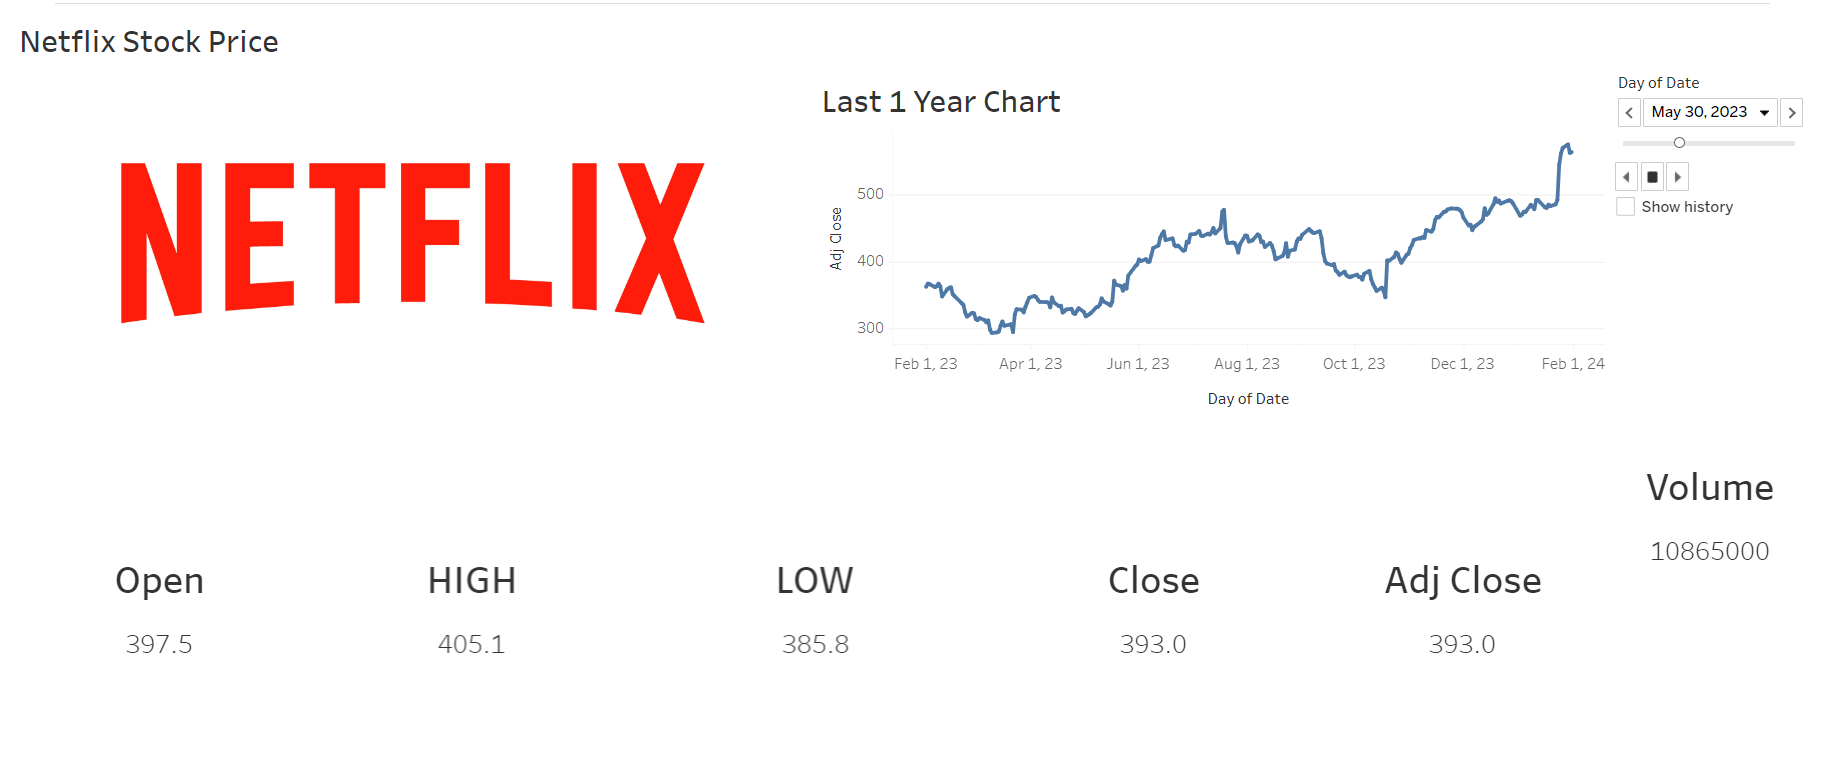 Netflix Stock Price
NETFLIX
Last 1 Year Chart
Adj Close
500
400
300
Feb 1, 23
Apr 1, 23
Jun 1, 23
Aug 1, 23
Oct 1, 23
Dec 1, 23
Feb 1, 24
Day of Date
Day of Date
May 30, 2023
Show history
Open
397.5
HIGH
405.1
LOW
385.8
Close
393.0
Adj Close
393.0
Volume
10865000